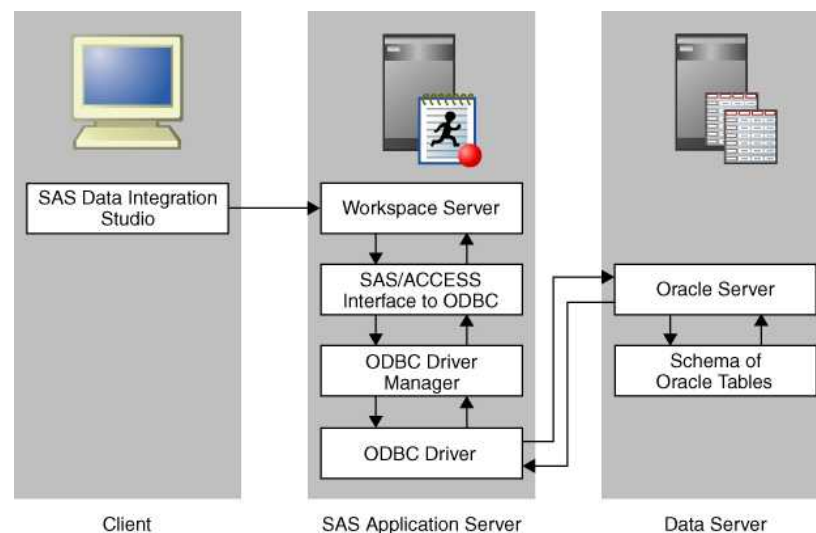 SAS Data Integration
Studio
Workspace Server
SAS/ACCESS
Interface to ODBC
ODBC Driver
Manager
ODBC Driver
Oracle Server
Schema of
Oracle Tables
Client
SAS Application Server
Data Server